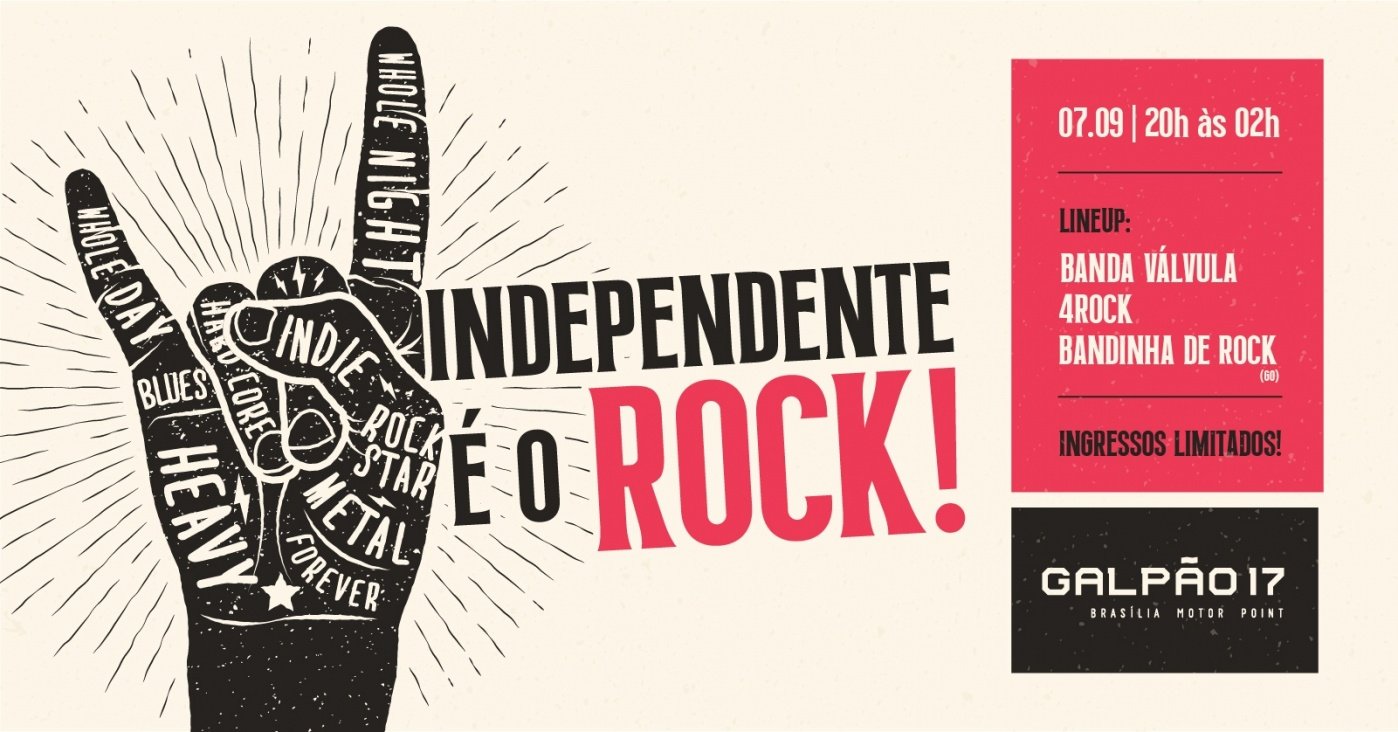 WHOLE NIGHT
WHOLE DAY
BLUES
HARD CORE
INDIE
ROCK
STAR
HEAVY
METAL
FOREVER
INDEPENDENTE
É O ROCK!
07.09 | 20h às 02h
LINEUP:
BANDA VÁLVULA
4ROCK
BANDINHA DE ROCK
(GO)
INGRESSOS LIMITADOS!
GALPÃO 17
BRASÍLIA MOTOR POINT